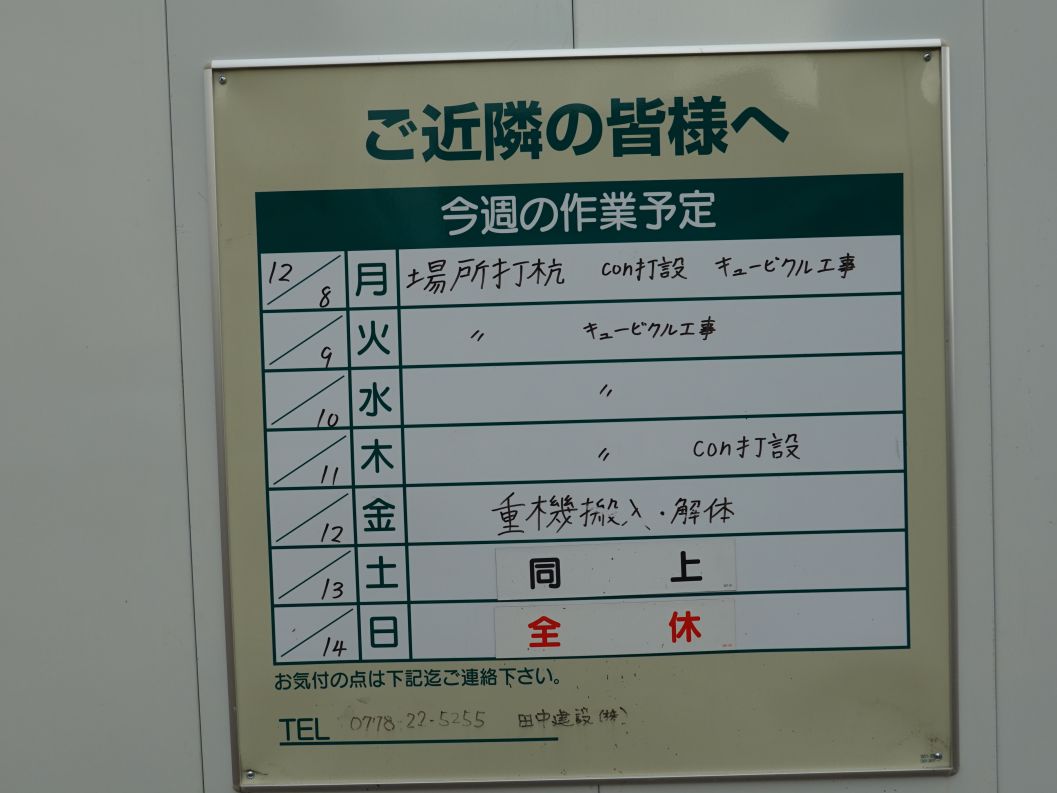 ご近隣の皆様へ
今週の作業予定
12/8 月 場所打杭 con打設 キュービクル工事
9 火 〃 キュービクル工事
10 水 〃
11 木 〃 con打設
12 金 重機搬入・解体
13 土 同上
14 日 全休
お気付の点は下記迄ご連絡下さい。
TEL 0778-22-5255 田中建設(株)